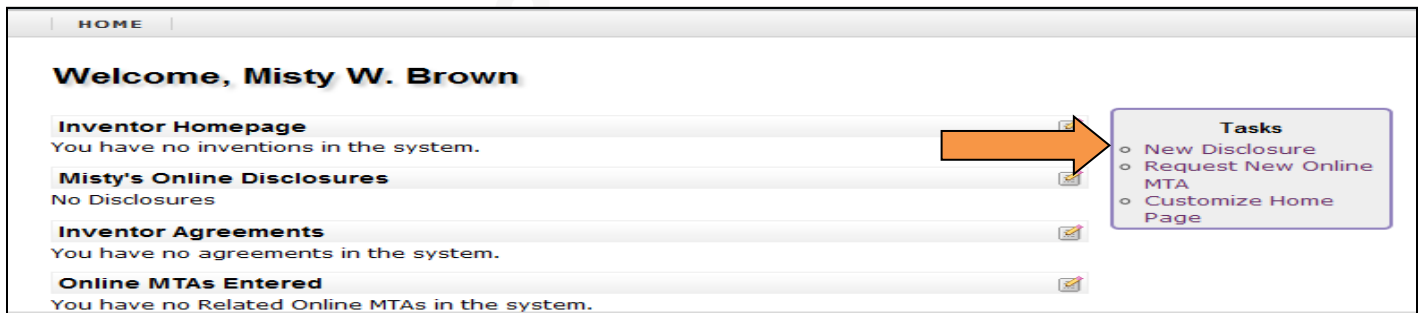 HOME
Welcome, Misty W. Brown
Inventor Homepage
You have no inventions in the system.
Misty's Online Disclosures
No Disclosures
Inventor Agreements
You have no agreements in the system.
Online MTAs Entered
You have no Related Online MTAs in the system.
Tasks
New Disclosure
Request New Online
MTA
Customize Home
Page